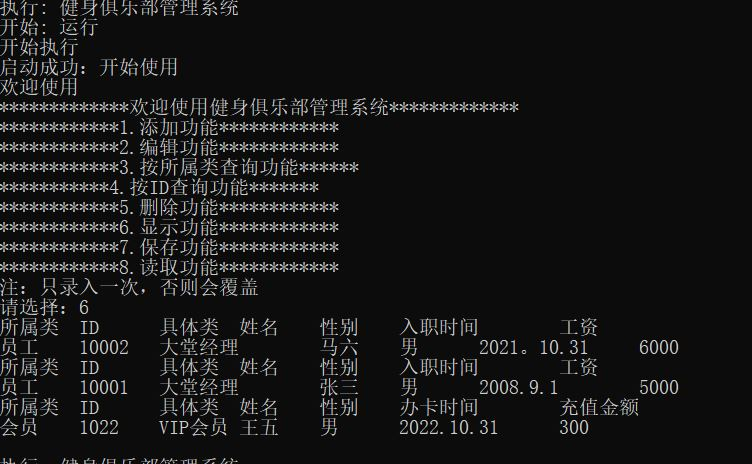 执行: 健身俱乐部管理系统
开始: 运行
开始执行
启动成功: 开始使用
欢迎使用
*************欢迎使用健身俱乐部管理系统*************
************1.添加功能************
************2.编辑功能************
************3.按所属类查询功能******
***********4.按ID查询功能*******
************5.删除功能************
************6.显示功能************
************7.保存功能************
************8.读取功能************
注: 只录入一次，否则会覆盖
请选择: 6
所属类 ID 具体类 姓名 性别 入职时间 工资
员工 10002 大堂经理 马六 男 2021。10.31 6000
所属类 ID 具体类 姓名 性别 入职时间 工资
员工 10001 大堂经理 张三 男 2008.9.1 5000
所属类 ID 具体类 姓名 性别 办卡时间 充值金额
会员 1022 VIP会员 王五 男 2022.10.31 300
执行: 健身俱乐部管理系统